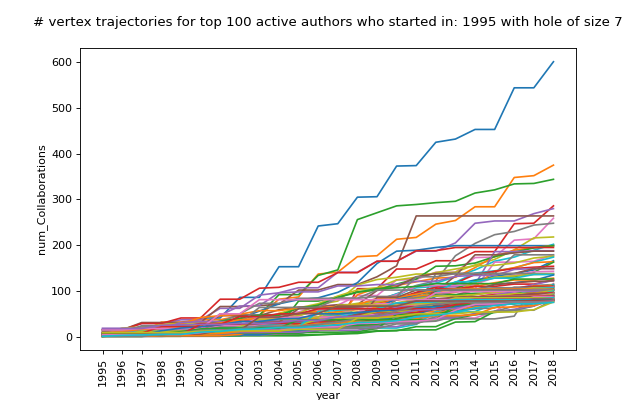 # vertex trajectories for top 100 active authors who started in: 1995 with hole of size 7
num_Collaborations
600
500
400
300
200
100
0
1995 1996 1997 1998 1999 2000 2001 2002 2003 2004 2005 2006 2007 2008 2009 2010 2011 2012 2013 2014 2015 2016 2017 2018
year